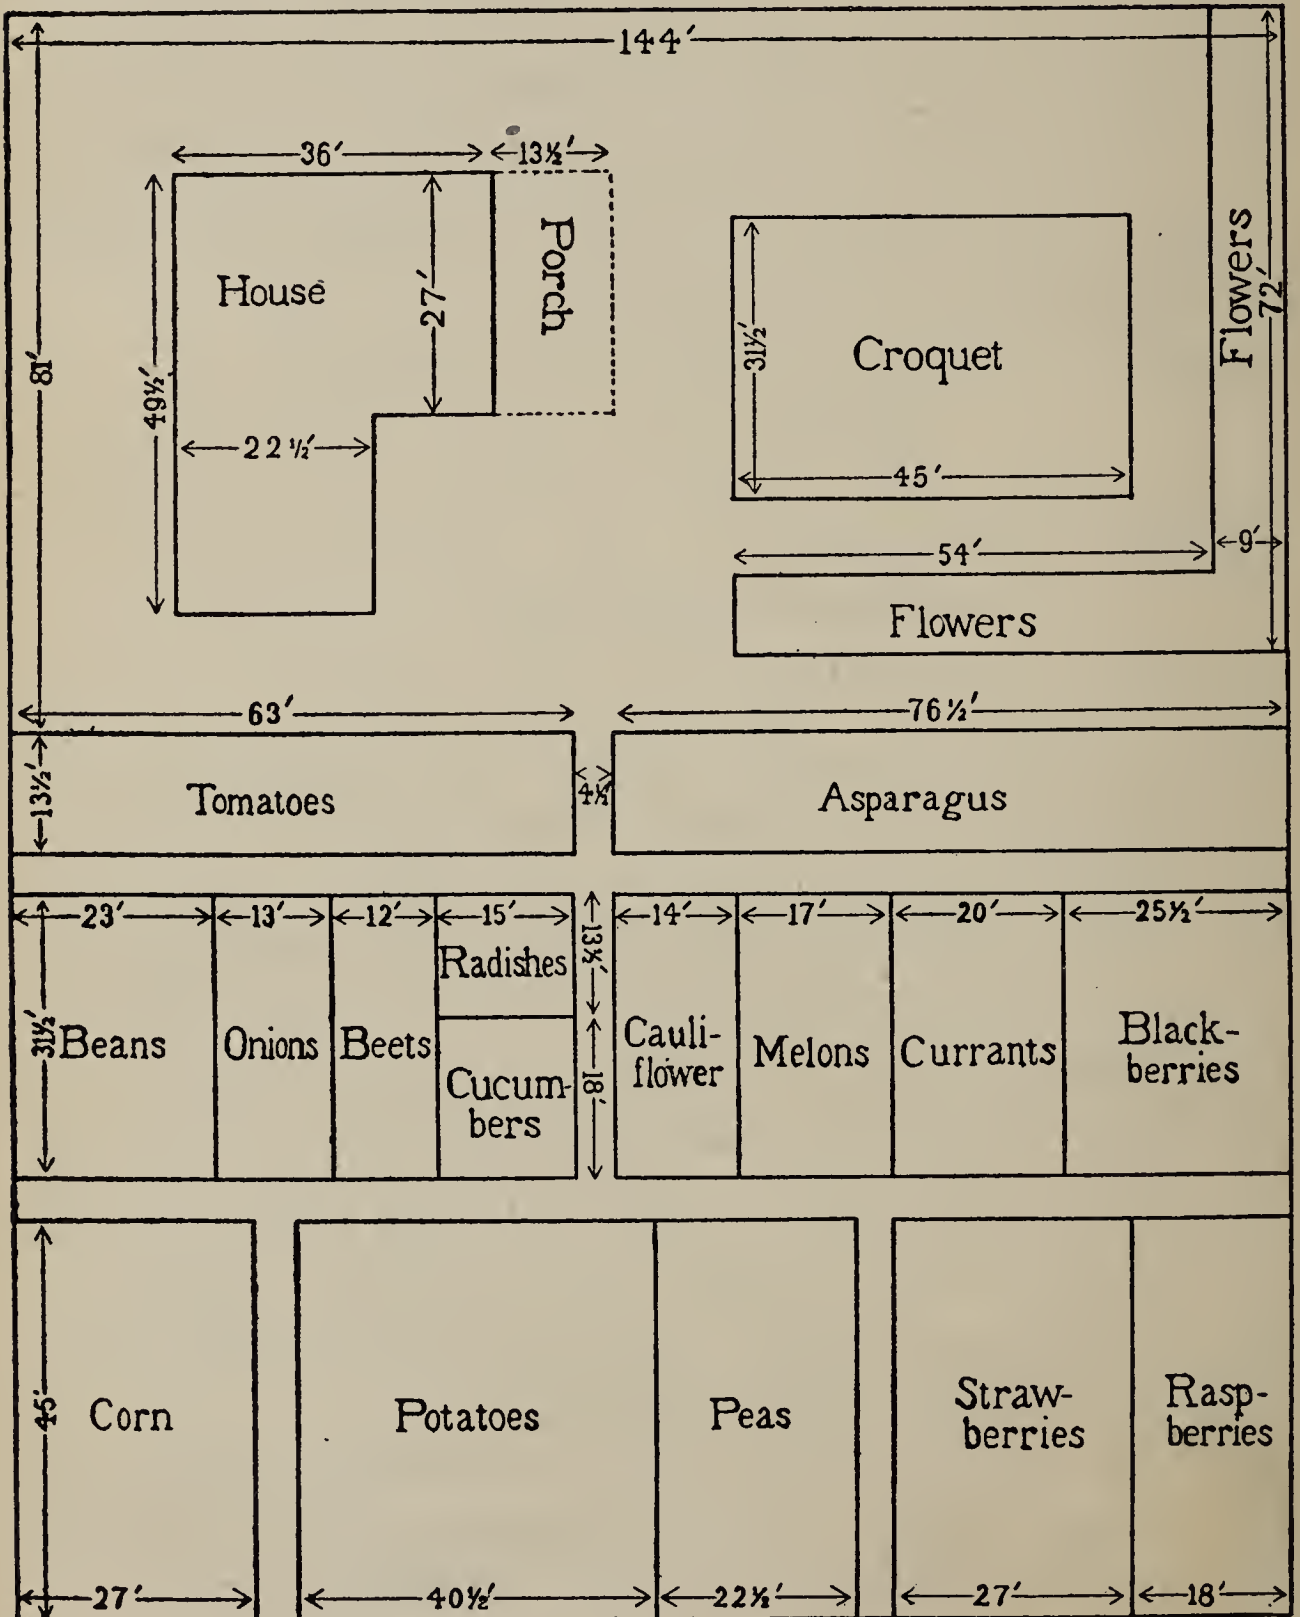 144′
36′
13½′
House
27′
Porch
Flowers
72′
81′
49½′
31½′
Croquet
22½′
45′
54′
9′
Flowers
63′
76½′
13½′
Tomatoes
4½′
Asparagus
23′
13′
12′
15′
13½′
14′
17′
20′
25½′
Radishes
31½′
Beans
Onions
Beets
Cucum-
bers
18′
Cauli-
flower
Melons
Currants
Black-
berries
45′
Corn
Potatoes
Peas
Straw-
berries
Rasp-
berries
27′
40½′
22½′
27′
18′